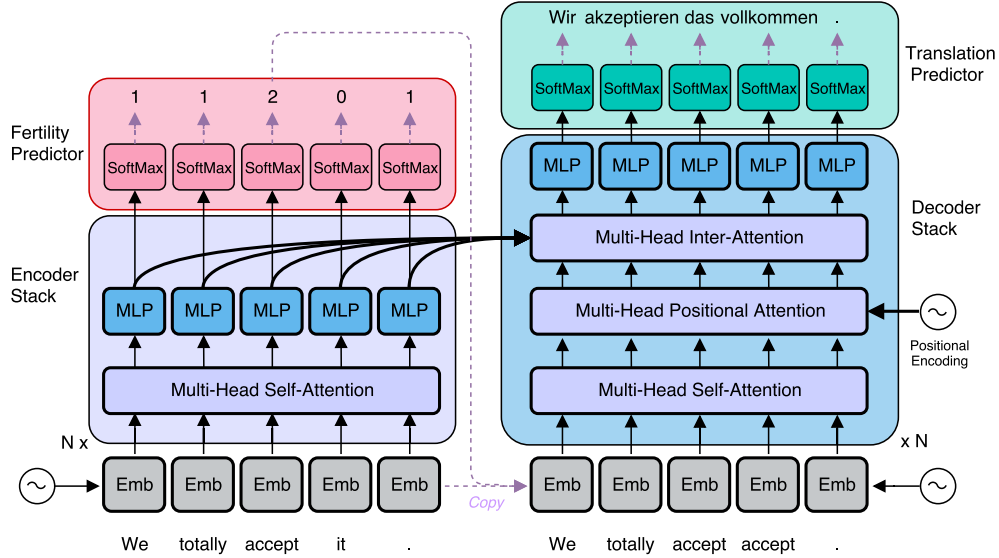 Wir akzeptieren das vollkommen .
SoftMax SoftMax SoftMax SoftMax SoftMax
Translation
Predictor
1 1 2 0 1
Fertility
Predictor
SoftMax SoftMax SoftMax SoftMax SoftMax
MLP MLP MLP MLP MLP
Decoder
Stack
Multi-Head Inter-Attention
Encoder
Stack
MLP MLP MLP MLP MLP
Multi-Head Positional Attention
Positional
Encoding
Multi-Head Self-Attention
Multi-Head Self-Attention
N x
x N
Emb Emb Emb Emb Emb
Copy
Emb Emb Emb Emb Emb
We totally accept it .
We totally accept accept .